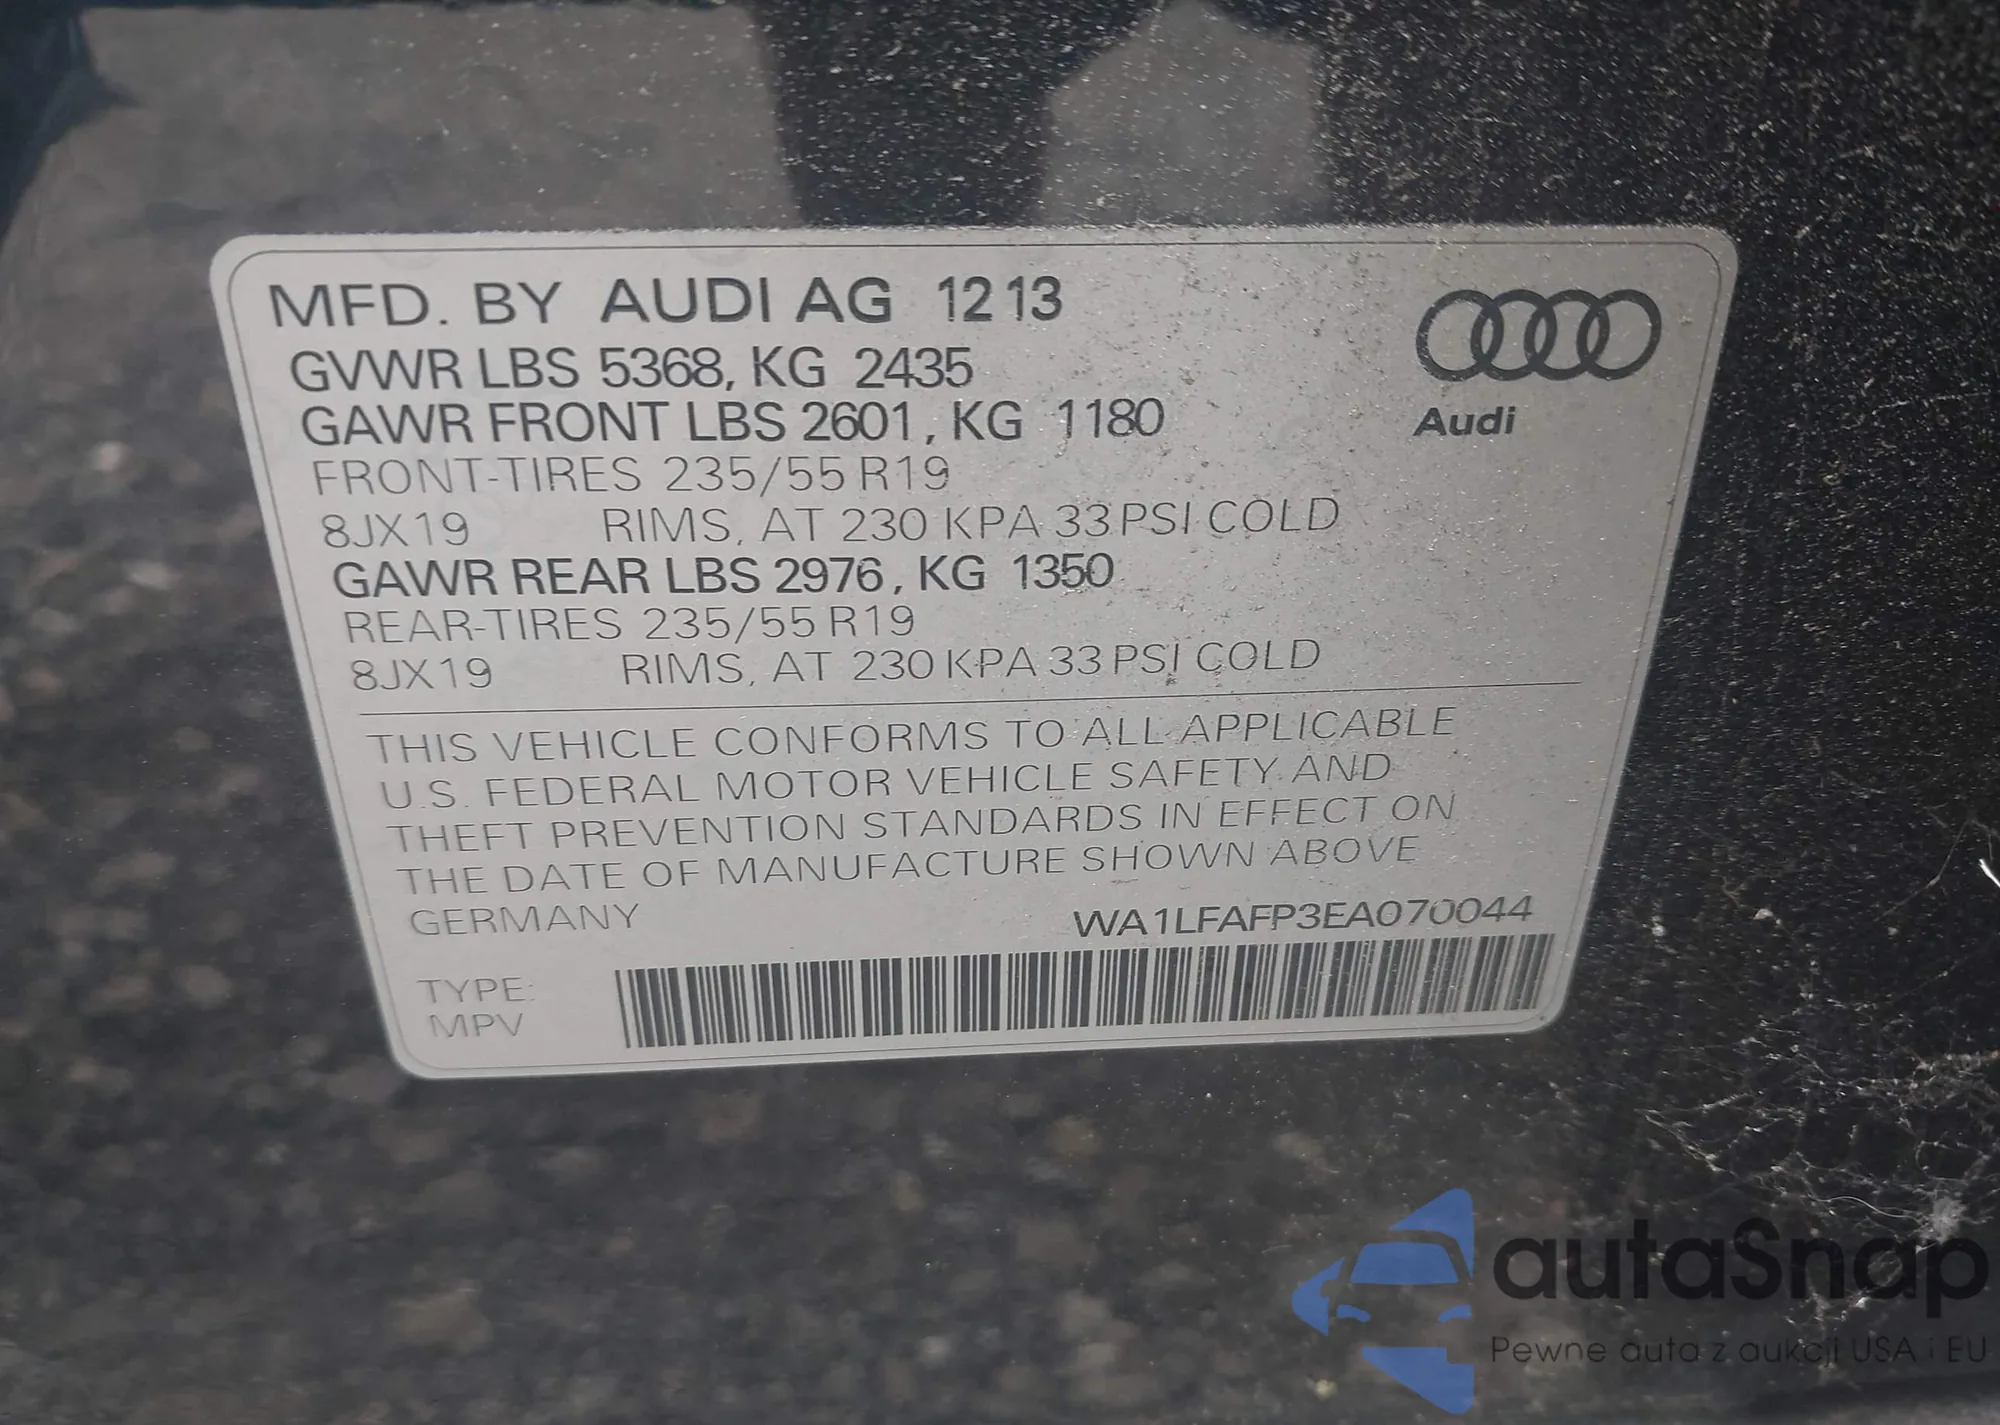 MFD. BY AUDI AG 12 13
GVWR LBS 5368, KG 2435
GAWR FRONT LBS 2601, KG 1180
Audi
FRONT-TIRES 235/55 R19
8JX19 RIMS, AT 230 KPA 33 PSI COLD
GAWR REAR LBS 2976, KG 1350
REAR-TIRES 235/55 R19
8JX19 RIMS, AT 230 KPA 33 PSI COLD
THIS VEHICLE CONFORMS TO ALL APPLICABLE
U.S. FEDERAL MOTOR VEHICLE SAFETY AND
THEFT PREVENTION STANDARDS IN EFFECT ON
THE DATE OF MANUFACTURE SHOWN ABOVE
GERMANY WA1LFAFP3EA070044
TYPE:
MPV
autaSnap
Pewne auta z aukcji USA i EU